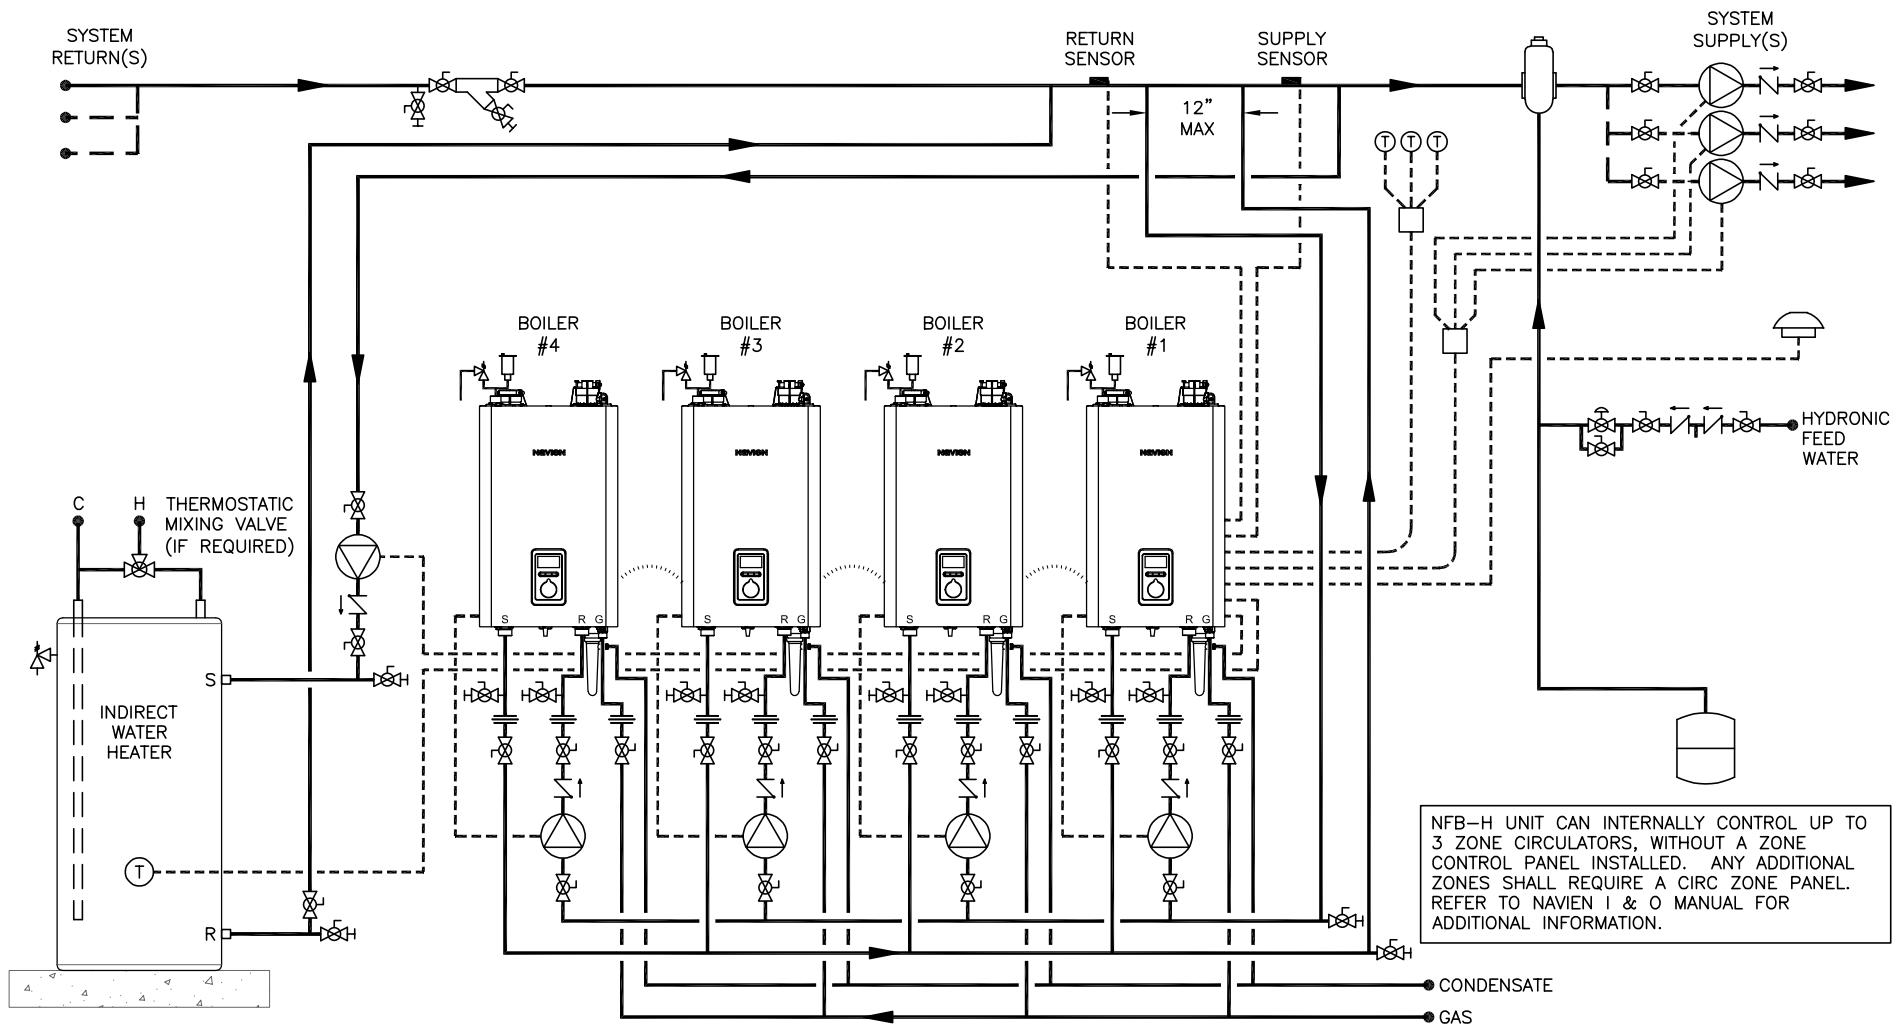 SYSTEM
RETURN(S)
RETURN
SENSOR
SUPPLY
SENSOR
SYSTEM
SUPPLY(S)
12"
MAX
T T T
BOILER
#4
BOILER
#3
BOILER
#2
BOILER
#1
NAVIEN
NAVIEN
NAVIEN
NAVIEN
HYDRONIC
FEED
WATER
C
H
THERMOSTATIC
MIXING VALVE
(IF REQUIRED)
S R G
S R G
S R G
S R G
S
INDIRECT
WATER
HEATER
T
R
NFB-H UNIT CAN INTERNALLY CONTROL UP TO
3 ZONE CIRCULATORS, WITHOUT A ZONE
CONTROL PANEL INSTALLED. ANY ADDITIONAL
ZONES SHALL REQUIRE A CIRC ZONE PANEL.
REFER TO NAVIEN I & O MANUAL FOR
ADDITIONAL INFORMATION.
CONDENSATE
GAS